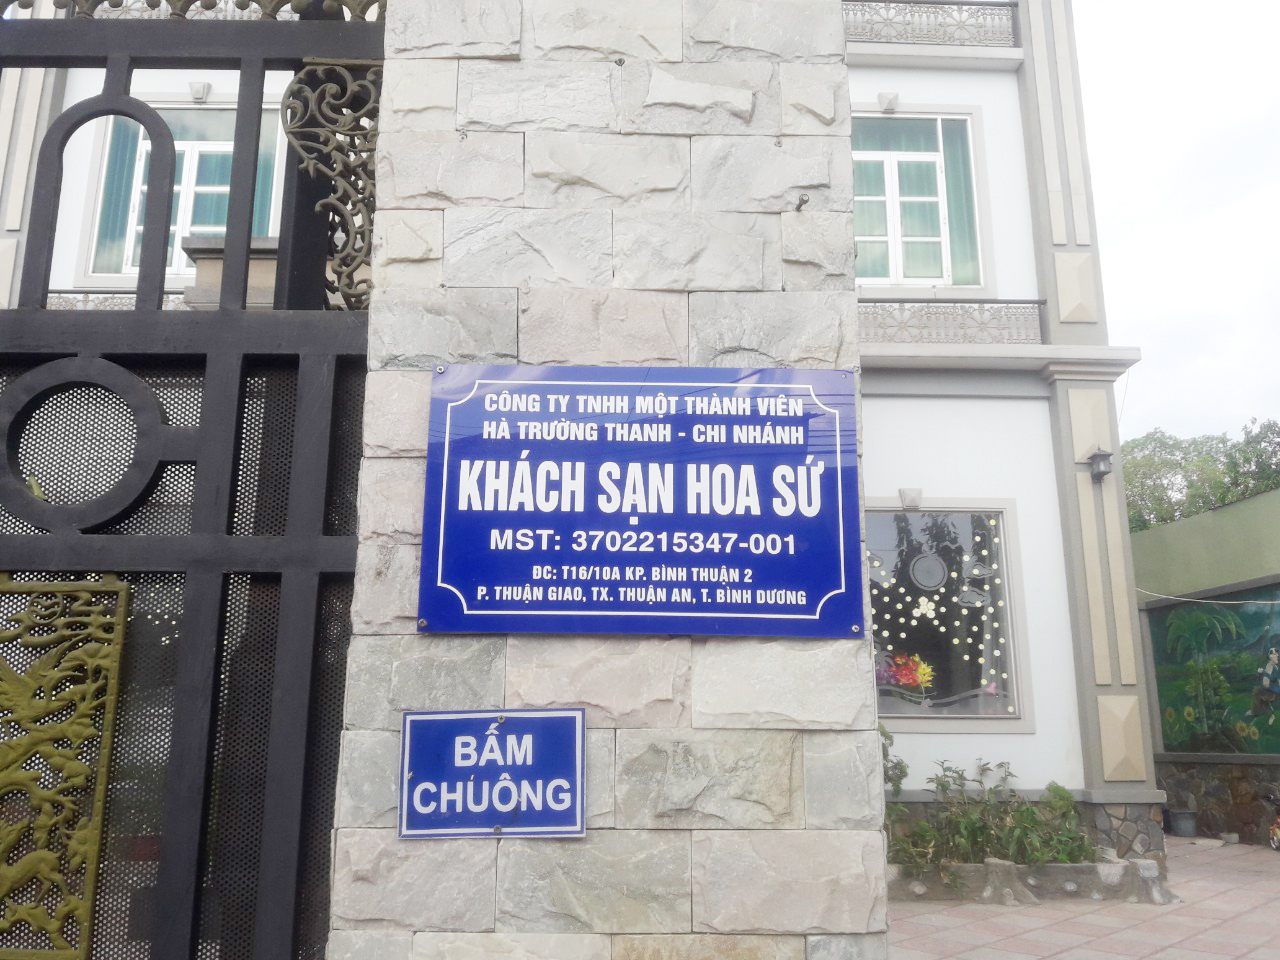 CÔNG TY TNHH MỘT THÀNH VIÊN
HÀ TRƯỜNG THANH - CHI NHÁNH
KHÁCH SẠN HOA SỨ
MST: 3702215347-001
ĐC: T16/10A KP. BÌNH THUẬN 2
P. THUẬN GIAO, TX. THUẬN AN, T. BÌNH DƯƠNG
BẤM
CHUÔNG